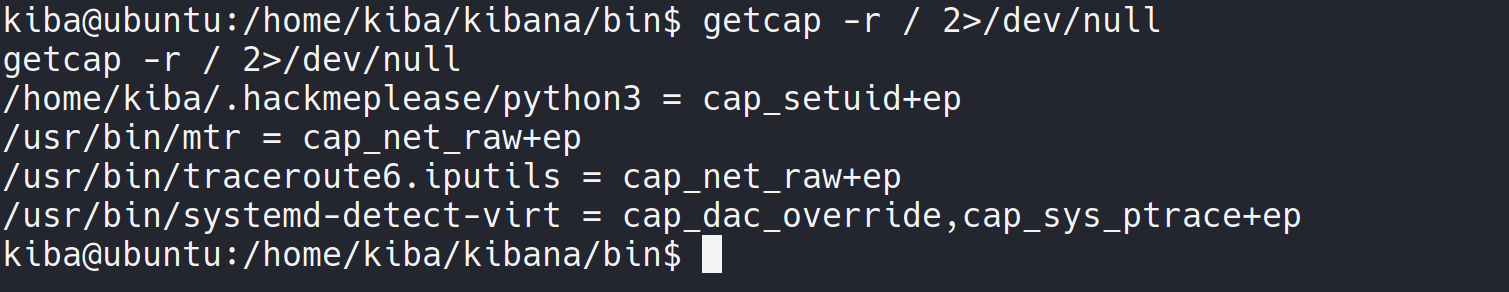 kiba@ubuntu:/home/kiba/kibana/bin$ getcap -r / 2>/dev/null
getcap -r / 2>/dev/null
/home/kiba/.hackmeplease/python3 = cap_setuid+ep
/usr/bin/mtr = cap_net_raw+ep
/usr/bin/traceroute6.iputils = cap_net_raw+ep
/usr/bin/systemd-detect-virt = cap_dac_override,cap_sys_ptrace+ep
kiba@ubuntu:/home/kiba/kibana/bin$